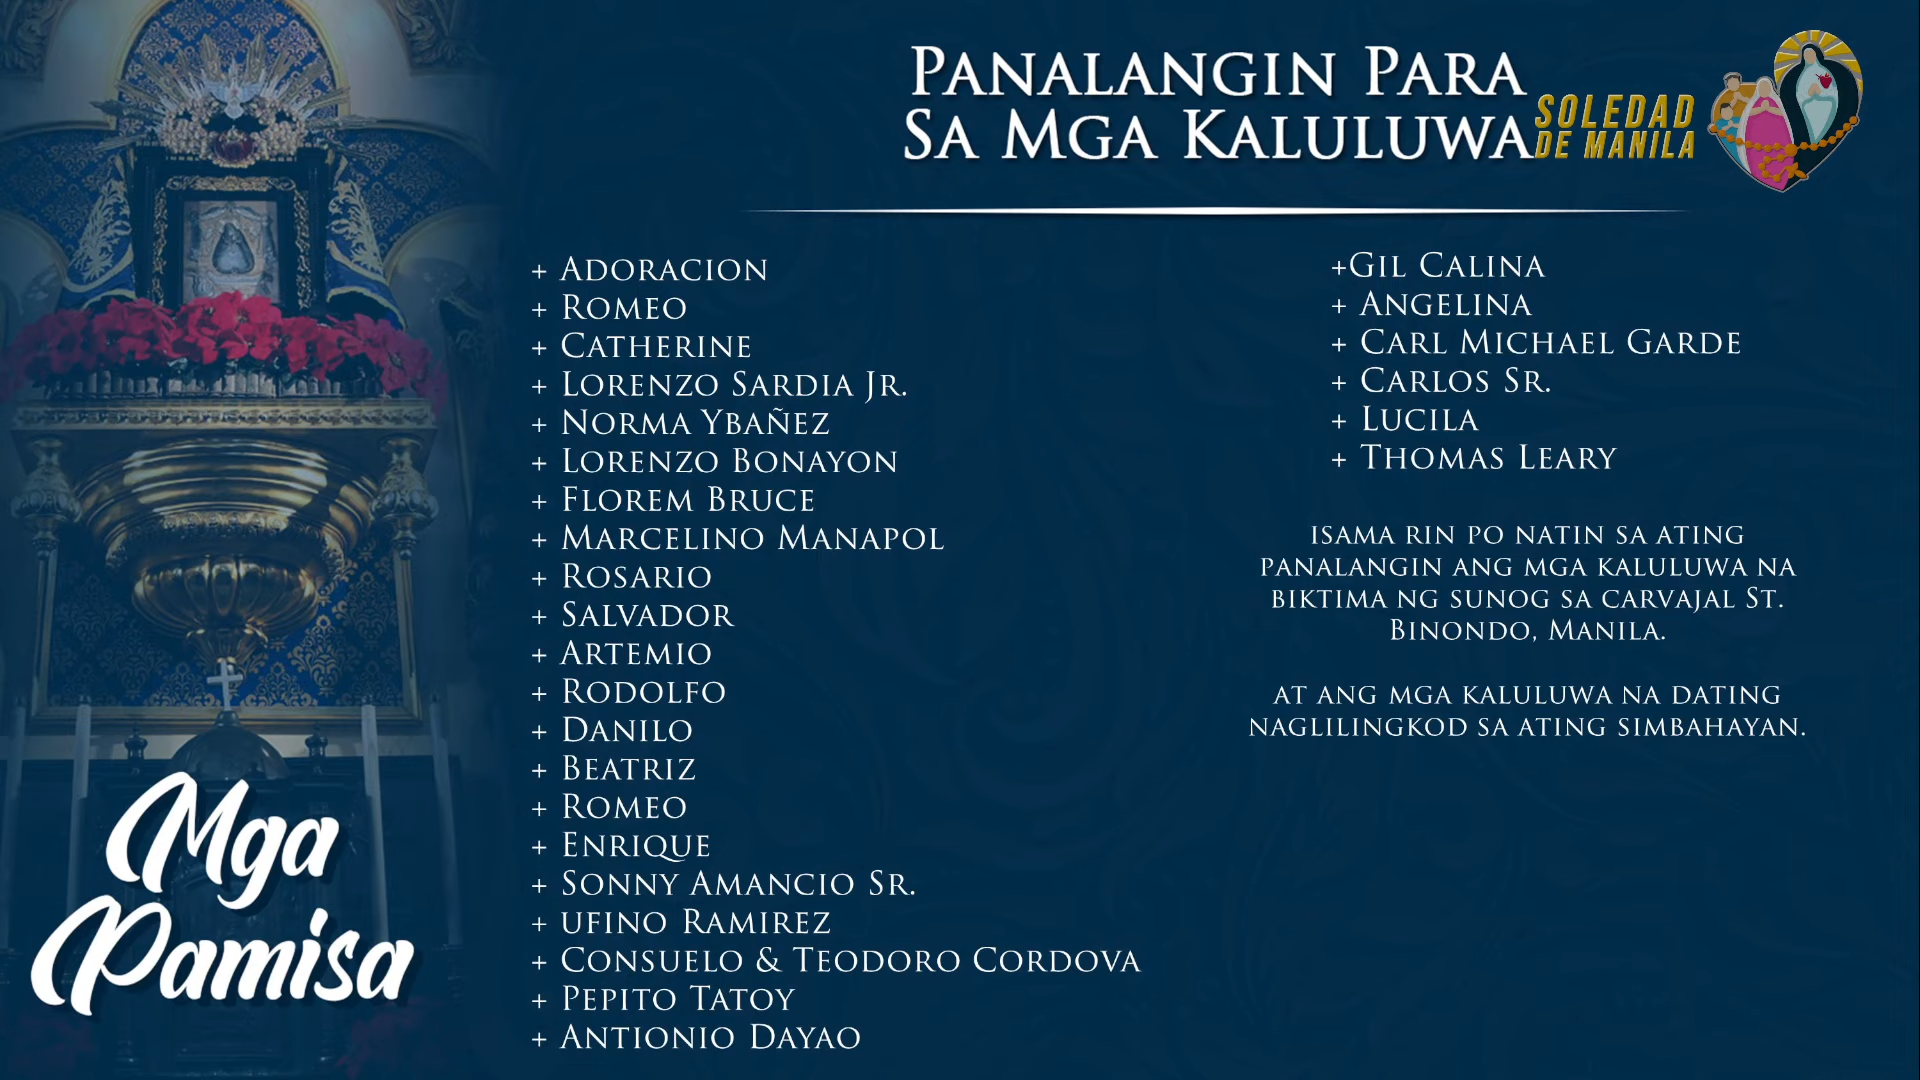 Panalangin Para
Sa Mga Kaluluwa
SOLEDAD
DE MANILA
+ Adoracion
+ Romeo
+ Catherine
+ Lorenzo Sardia Jr.
+ Norma Ybañez
+ Lorenzo Bonayon
+ Florem Bruce
+ Marcelino Manapol
+ Rosario
+ Salvador
+ Artemio
+ Rodolfo
+ Danilo
+ Beatriz
+ Romeo
+ Enrique
+ Sonny Amancio Sr.
+ ufino Ramirez
+ Consuelo & Teodoro Cordova
+ Pepito Tatoy
+ Antionio Dayao
+Gil Calina
+ Angelina
+ Carl Michael Garde
+ Carlos Sr.
+ Lucila
+ Thomas Leary
isama rin po natin sa ating
panalangin ang mga kaluluwa na
biktima ng sunog sa carvajal St.
Binondo, Manila.
at ang mga kaluluwa na dating
naglilingkod sa ating simbahayan.
Mga
Pamisa